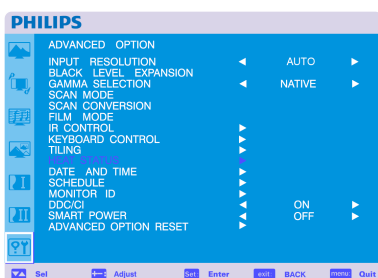 PHILIPS
ADVANCED OPTION
INPUT RESOLUTION AUTO
BLACK LEVEL EXPANSION
GAMMA SELECTION NATIVE
SCAN MODE
SCAN CONVERSION
FILM MODE
IR CONTROL
KEYBOARD CONTROL
TILING
HEAT STATUS
DATE AND TIME
SCHEDULE
MONITOR ID
DDC/CI ON
SMART POWER OFF
ADVANCED OPTION RESET
Sel Adjust Set Enter exit BACK menu Quit